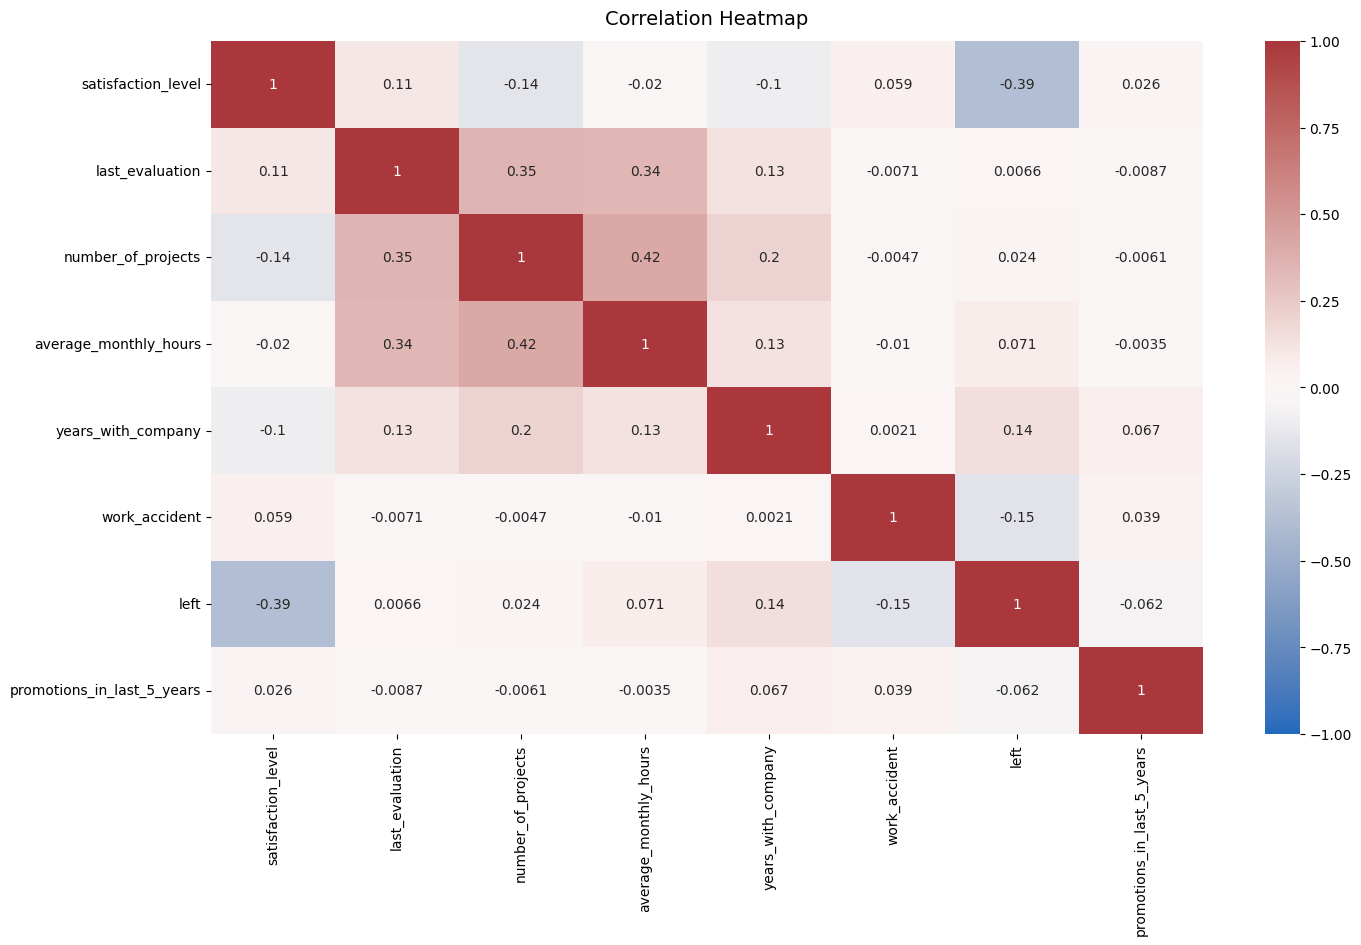 Correlation Heatmap
satisfaction_level 1 0.11 -0.14 -0.02 -0.1 0.059 -0.39 0.026
last_evaluation 0.11 1 0.35 0.34 0.13 -0.0071 0.0066 -0.0087
number_of_projects -0.14 0.35 1 0.42 0.2 -0.0047 0.024 -0.0061
average_monthly_hours -0.02 0.34 0.42 1 0.13 -0.01 0.071 -0.0035
years_with_company -0.1 0.13 0.2 0.13 1 0.0021 0.14 0.067
work_accident 0.059 -0.0071 -0.0047 -0.01 0.0021 1 -0.15 0.039
left -0.39 0.0066 0.024 0.071 0.14 -0.15 1 -0.062
promotions_in_last_5_years 0.026 -0.0087 -0.0061 -0.0035 0.067 0.039 -0.062 1
satisfaction_level
last_evaluation
number_of_projects
average_monthly_hours
years_with_company
work_accident
left
promotions_in_last_5_years
1.00
0.75
0.50
0.25
0.00
−0.25
−0.50
−0.75
−1.00